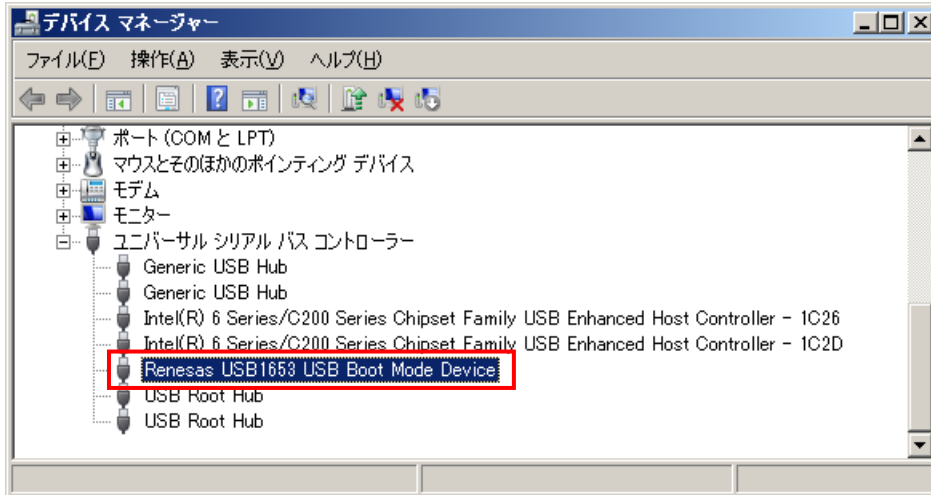 デバイス マネージャー
ファイル(F) 操作(A) 表示(V) ヘルプ(H)
ポート (COM と LPT)
マウスとそのほかのポインティング デバイス
モデム
モニター
ユニバーサル シリアル バス コントローラー
Generic USB Hub
Generic USB Hub
Intel(R) 6 Series/C200 Series Chipset Family USB Enhanced Host Controller - 1C26
Intel(R) 6 Series/C200 Series Chipset Family USB Enhanced Host Controller - 1C2D
Renesas USB1653 USB Boot Mode Device
USB Root Hub
USB Root Hub